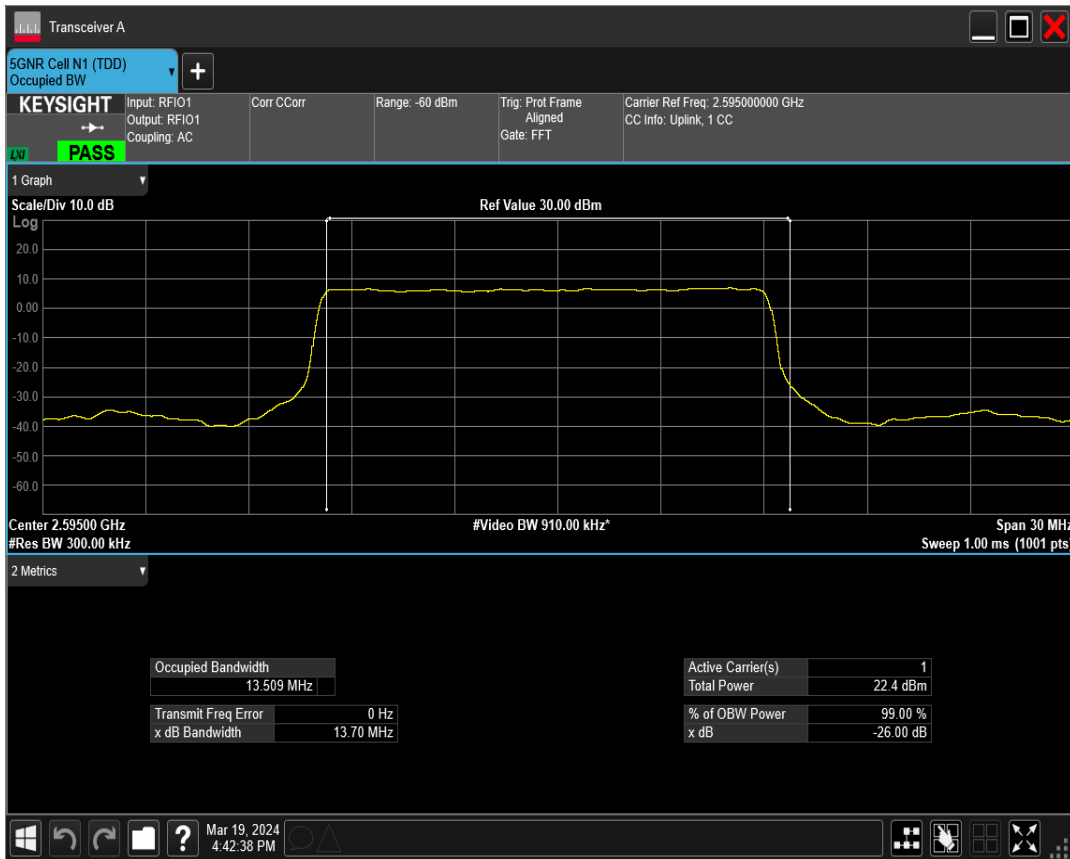 Transceiver A
5GNR Cell N1 (TDD)
Occupied BW
+
KEYSIGHT
LXI
PASS
Input: RFIO1
Output: RFIO1
Coupling: AC
Corr CCorr
Range: -60 dBm
Trig: Prot Frame
Aligned
Gate: FFT
Carrier Ref Freq: 2.595000000 GHz
CC Info: Uplink, 1 CC
1 Graph
Scale/Div 10.0 dB
Ref Value 30.00 dBm
Log
20.0
10.0
0.00
-10.0
-20.0
-30.0
-40.0
-50.0
-60.0
Center 2.59500 GHz
#Video BW 910.00 kHz*
Span 30 MHz
#Res BW 300.00 kHz
Sweep 1.00 ms (1001 pts)
2 Metrics
Occupied Bandwidth
13.509 MHz
Transmit Freq Error 0 Hz
x dB Bandwidth 13.70 MHz
Active Carrier(s) 1
Total Power 22.4 dBm
% of OBW Power 99.00 %
x dB -26.00 dB
?
Mar 19, 2024
4:42:38 PM